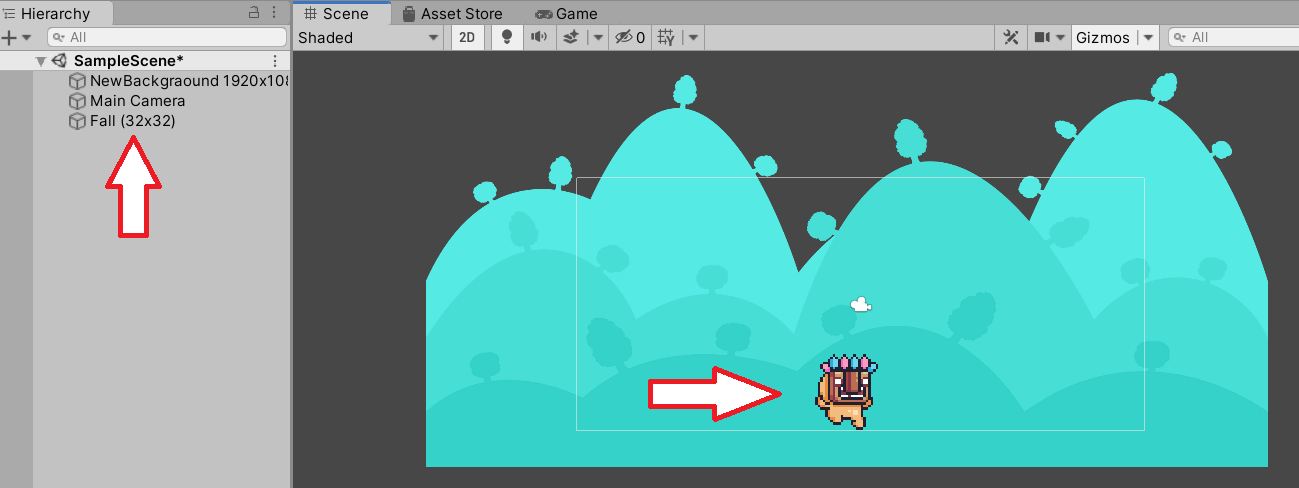 Hierarchy
All
SampleScene*
NewBackgraound 1920x108
Main Camera
Fall (32x32)
Scene
Asset Store
Game
Shaded
2D
0
Gizmos
All